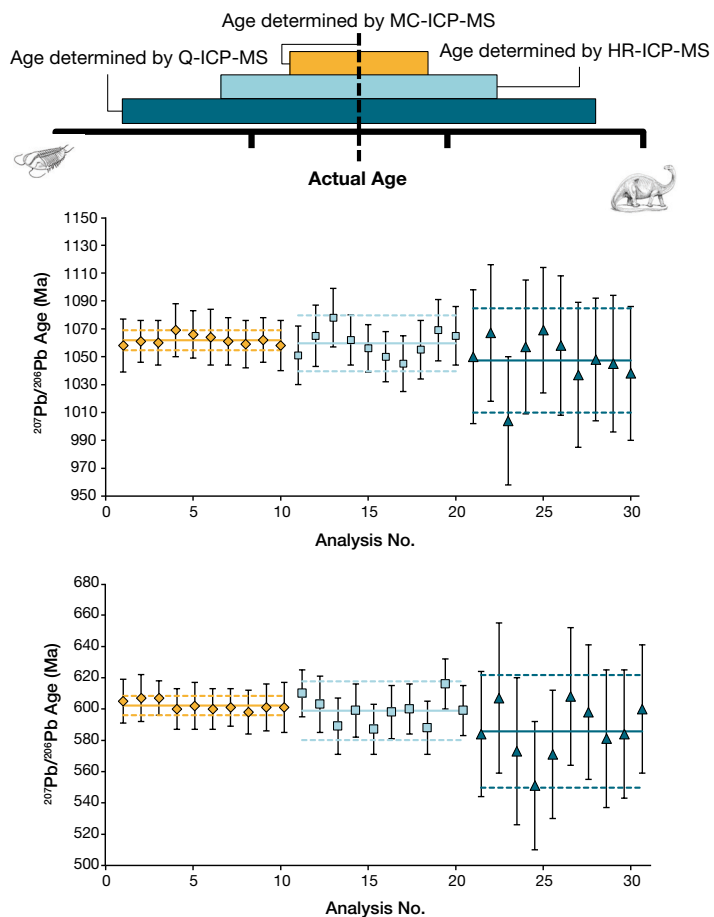 Age determined by MC-ICP-MS
Age determined by Q-ICP-MS
Age determined by HR-ICP-MS
Actual Age
²⁰⁷Pb/²⁰⁶Pb Age (Ma)
1150
1130
1110
1090
1070
1050
1030
1010
990
970
950
0 5 10 15 20 25 30
Analysis No.
²⁰⁷Pb/²⁰⁶Pb Age (Ma)
680
660
640
620
600
580
560
540
520
500
0 5 10 15 20 25 30
Analysis No.